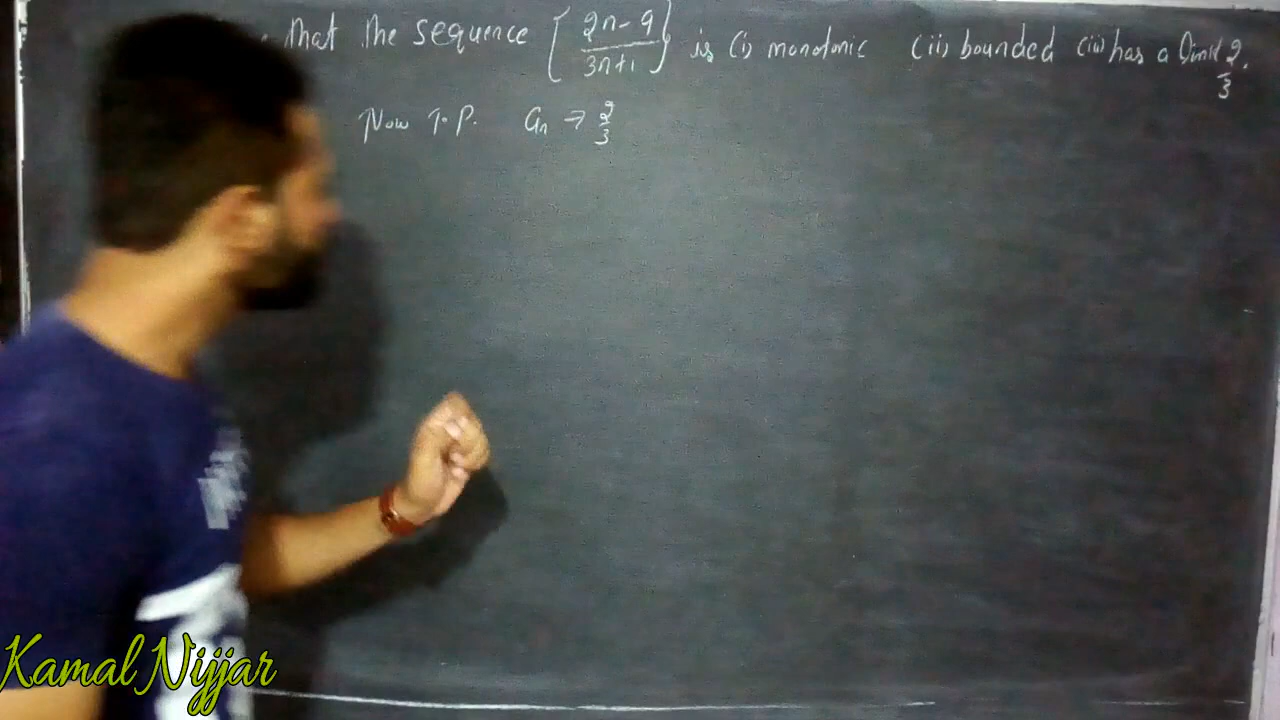 that the sequence {2n-9/3n+1} is (i) monotonic (ii) bounded (iii) has a limit 2/3.
Now T.P. an → 2/3
Kamal Nijjar